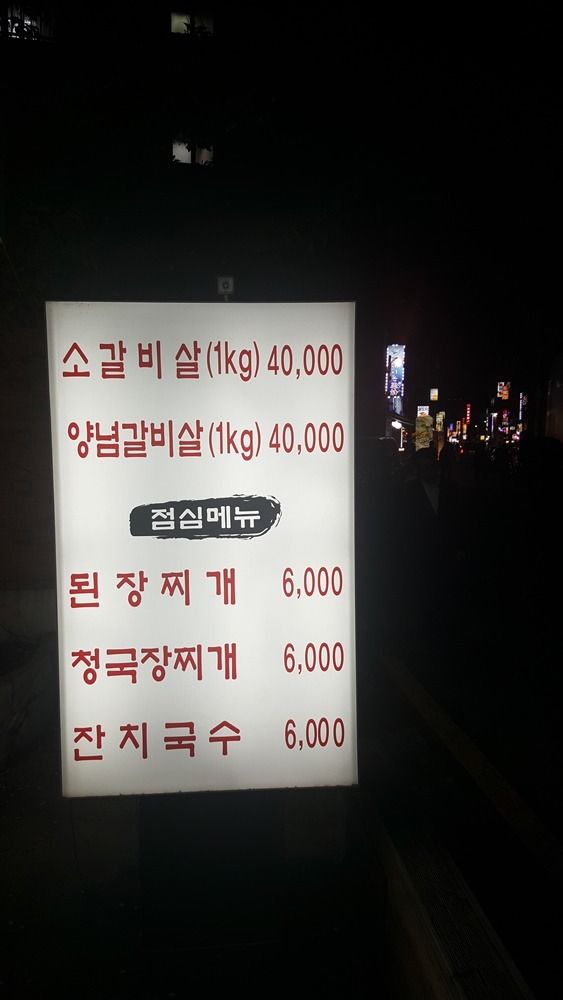 소갈비살(1kg) 40,000
양념갈비살(1kg) 40,000
점심메뉴
된장찌개 6,000
청국장찌개 6,000
잔치국수 6,000